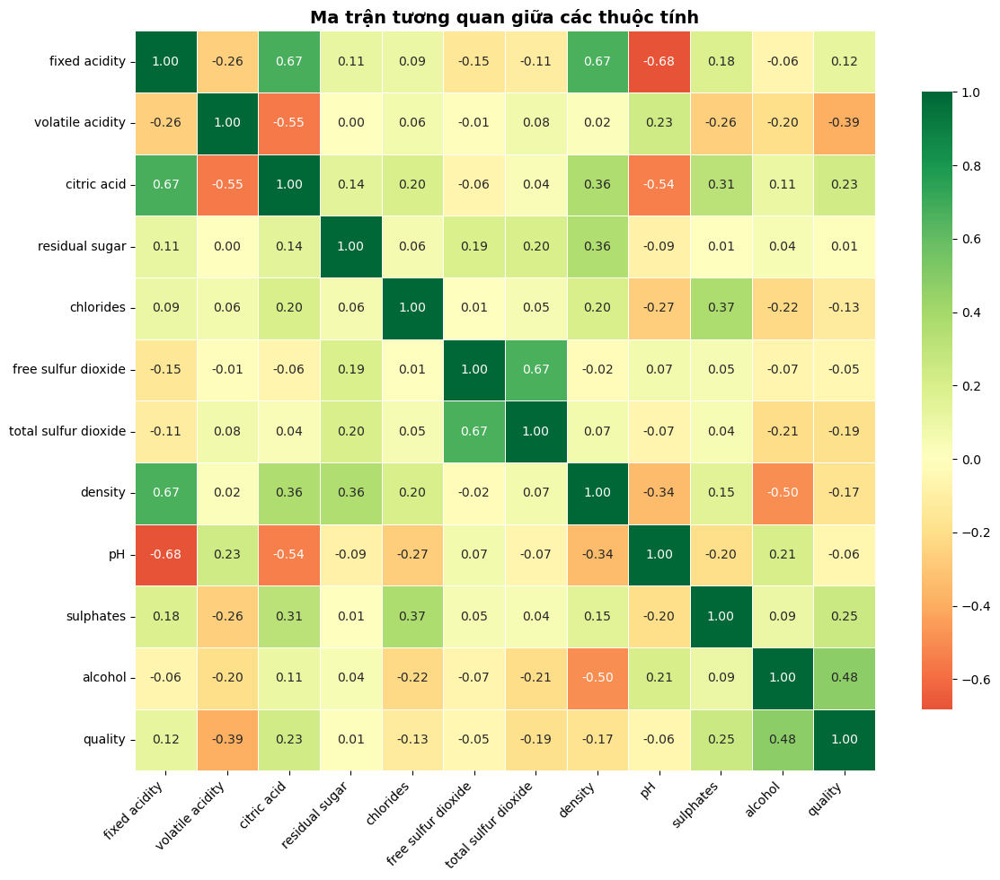 Ma trận tương quan giữa các thuộc tính
fixed acidity 1.00 -0.26 0.67 0.11 0.09 -0.15 -0.11 0.67 -0.68 0.18 -0.06 0.12
volatile acidity -0.26 1.00 -0.55 0.00 0.06 -0.01 0.08 0.02 0.23 -0.26 -0.20 -0.39
citric acid 0.67 -0.55 1.00 0.14 0.20 -0.06 0.04 0.36 -0.54 0.31 0.11 0.23
residual sugar 0.11 0.00 0.14 1.00 0.06 0.19 0.20 0.36 -0.09 0.01 0.04 0.01
chlorides 0.09 0.06 0.20 0.06 1.00 0.01 0.05 0.20 -0.27 0.37 -0.22 -0.13
free sulfur dioxide -0.15 -0.01 -0.06 0.19 0.01 1.00 0.67 -0.02 0.07 0.05 -0.07 -0.05
total sulfur dioxide -0.11 0.08 0.04 0.20 0.05 0.67 1.00 0.07 -0.07 0.04 -0.21 -0.19
density 0.67 0.02 0.36 0.36 0.20 -0.02 0.07 1.00 -0.34 0.15 -0.50 -0.17
pH -0.68 0.23 -0.54 -0.09 -0.27 0.07 -0.07 -0.34 1.00 -0.20 0.21 -0.06
sulphates 0.18 -0.26 0.31 0.01 0.37 0.05 0.04 0.15 -0.20 1.00 0.09 0.25
alcohol -0.06 -0.20 0.11 0.04 -0.22 -0.07 -0.21 -0.50 0.21 0.09 1.00 0.48
quality 0.12 -0.39 0.23 0.01 -0.13 -0.05 -0.19 -0.17 -0.06 0.25 0.48 1.00
fixed acidity
volatile acidity
citric acid
residual sugar
chlorides
free sulfur dioxide
total sulfur dioxide
density
pH
sulphates
alcohol
quality
1.0
0.8
0.6
0.4
0.2
0.0
−0.2
−0.4
−0.6